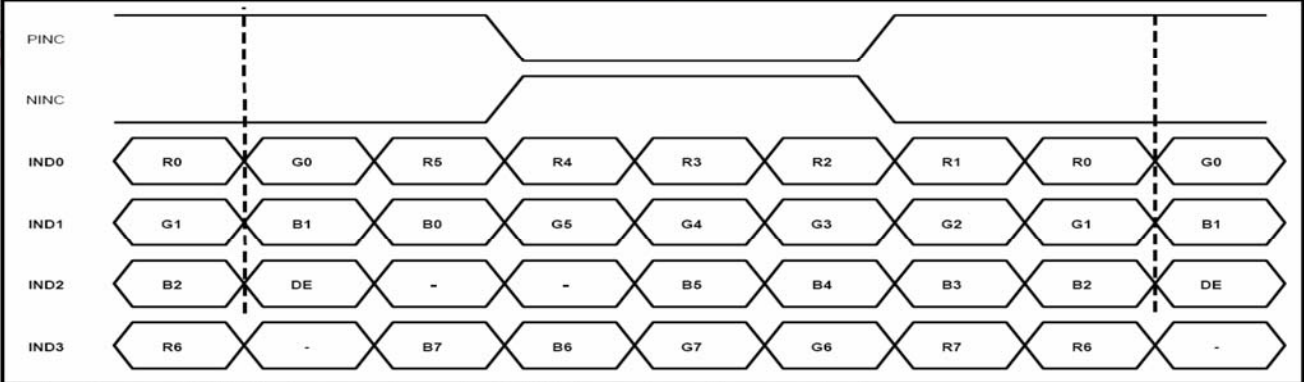 PINC
NINC
IND0 R0 G0 R5 R4 R3 R2 R1 R0 G0
IND1 G1 B1 B0 G5 G4 G3 G2 G1 B1
IND2 B2 DE - - B5 B4 B3 B2 DE
IND3 R6 - B7 B6 G7 G6 R7 R6 -